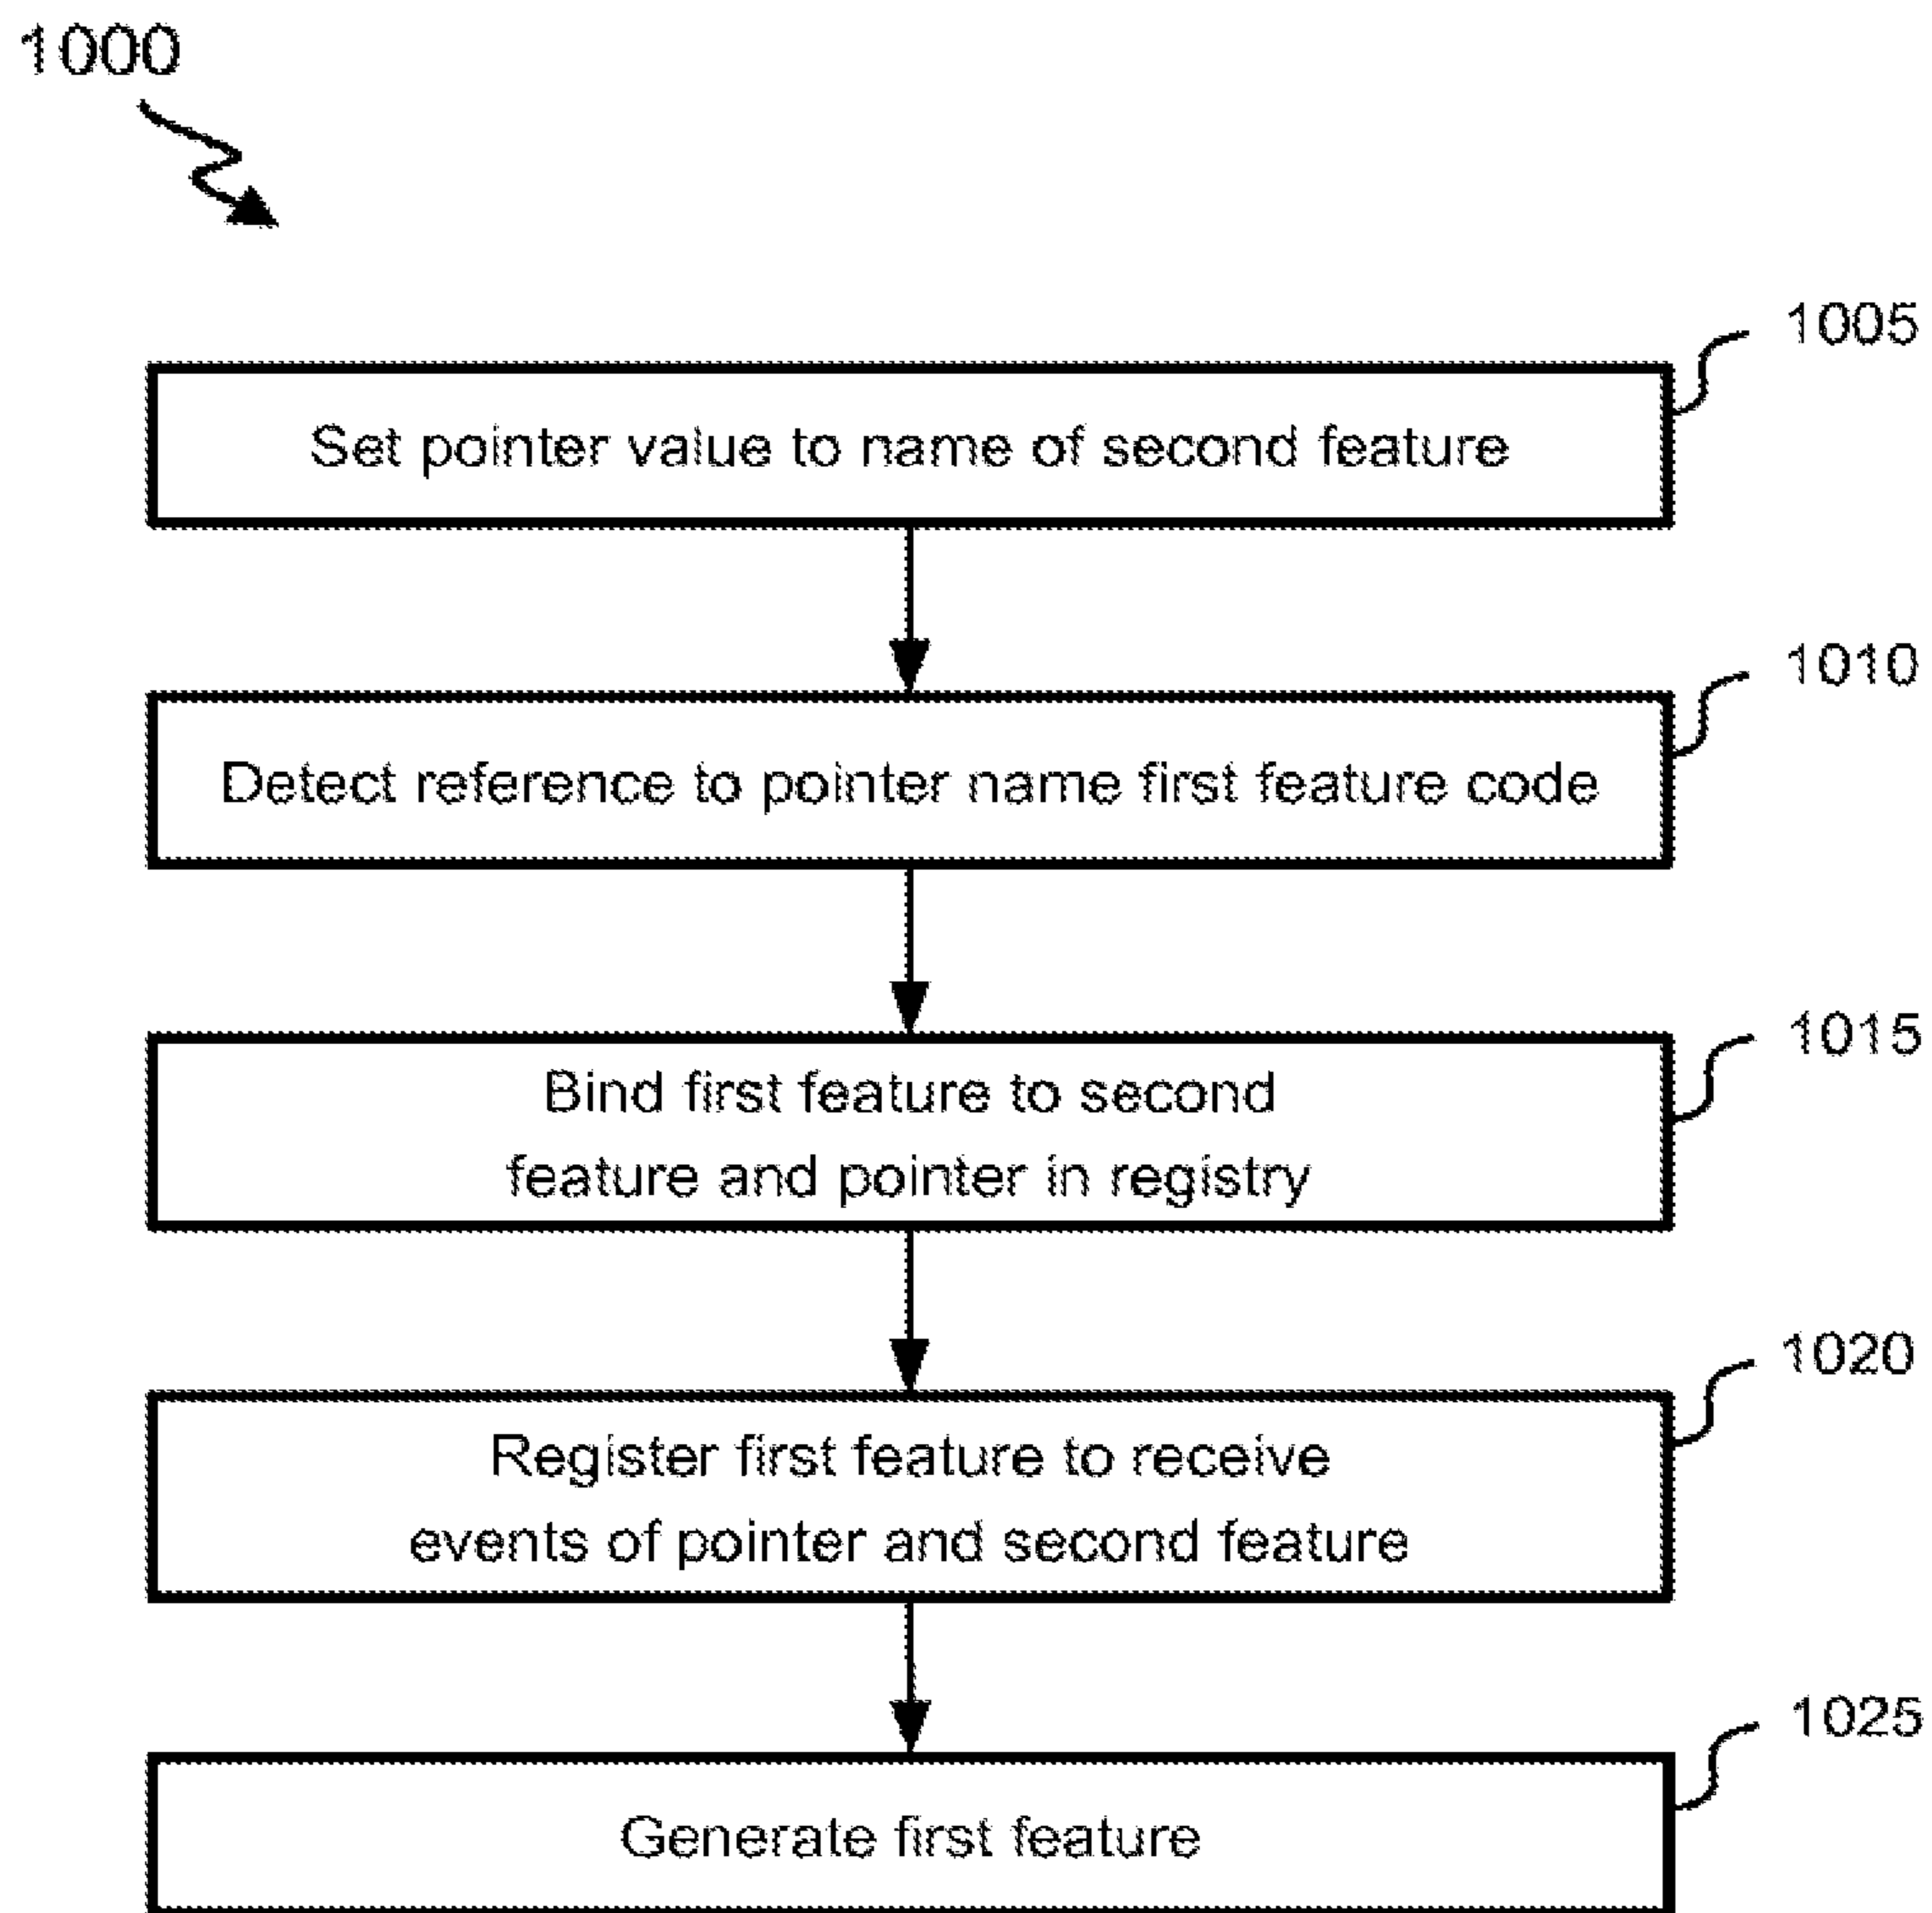 1000
1005
Set pointer value to name of second feature
1010
Detect reference to pointer name first feature code
1015
Bind first feature to second
feature and pointer in registry
1020
Register first feature to receive
events of pointer and second feature
1025
Generate first feature